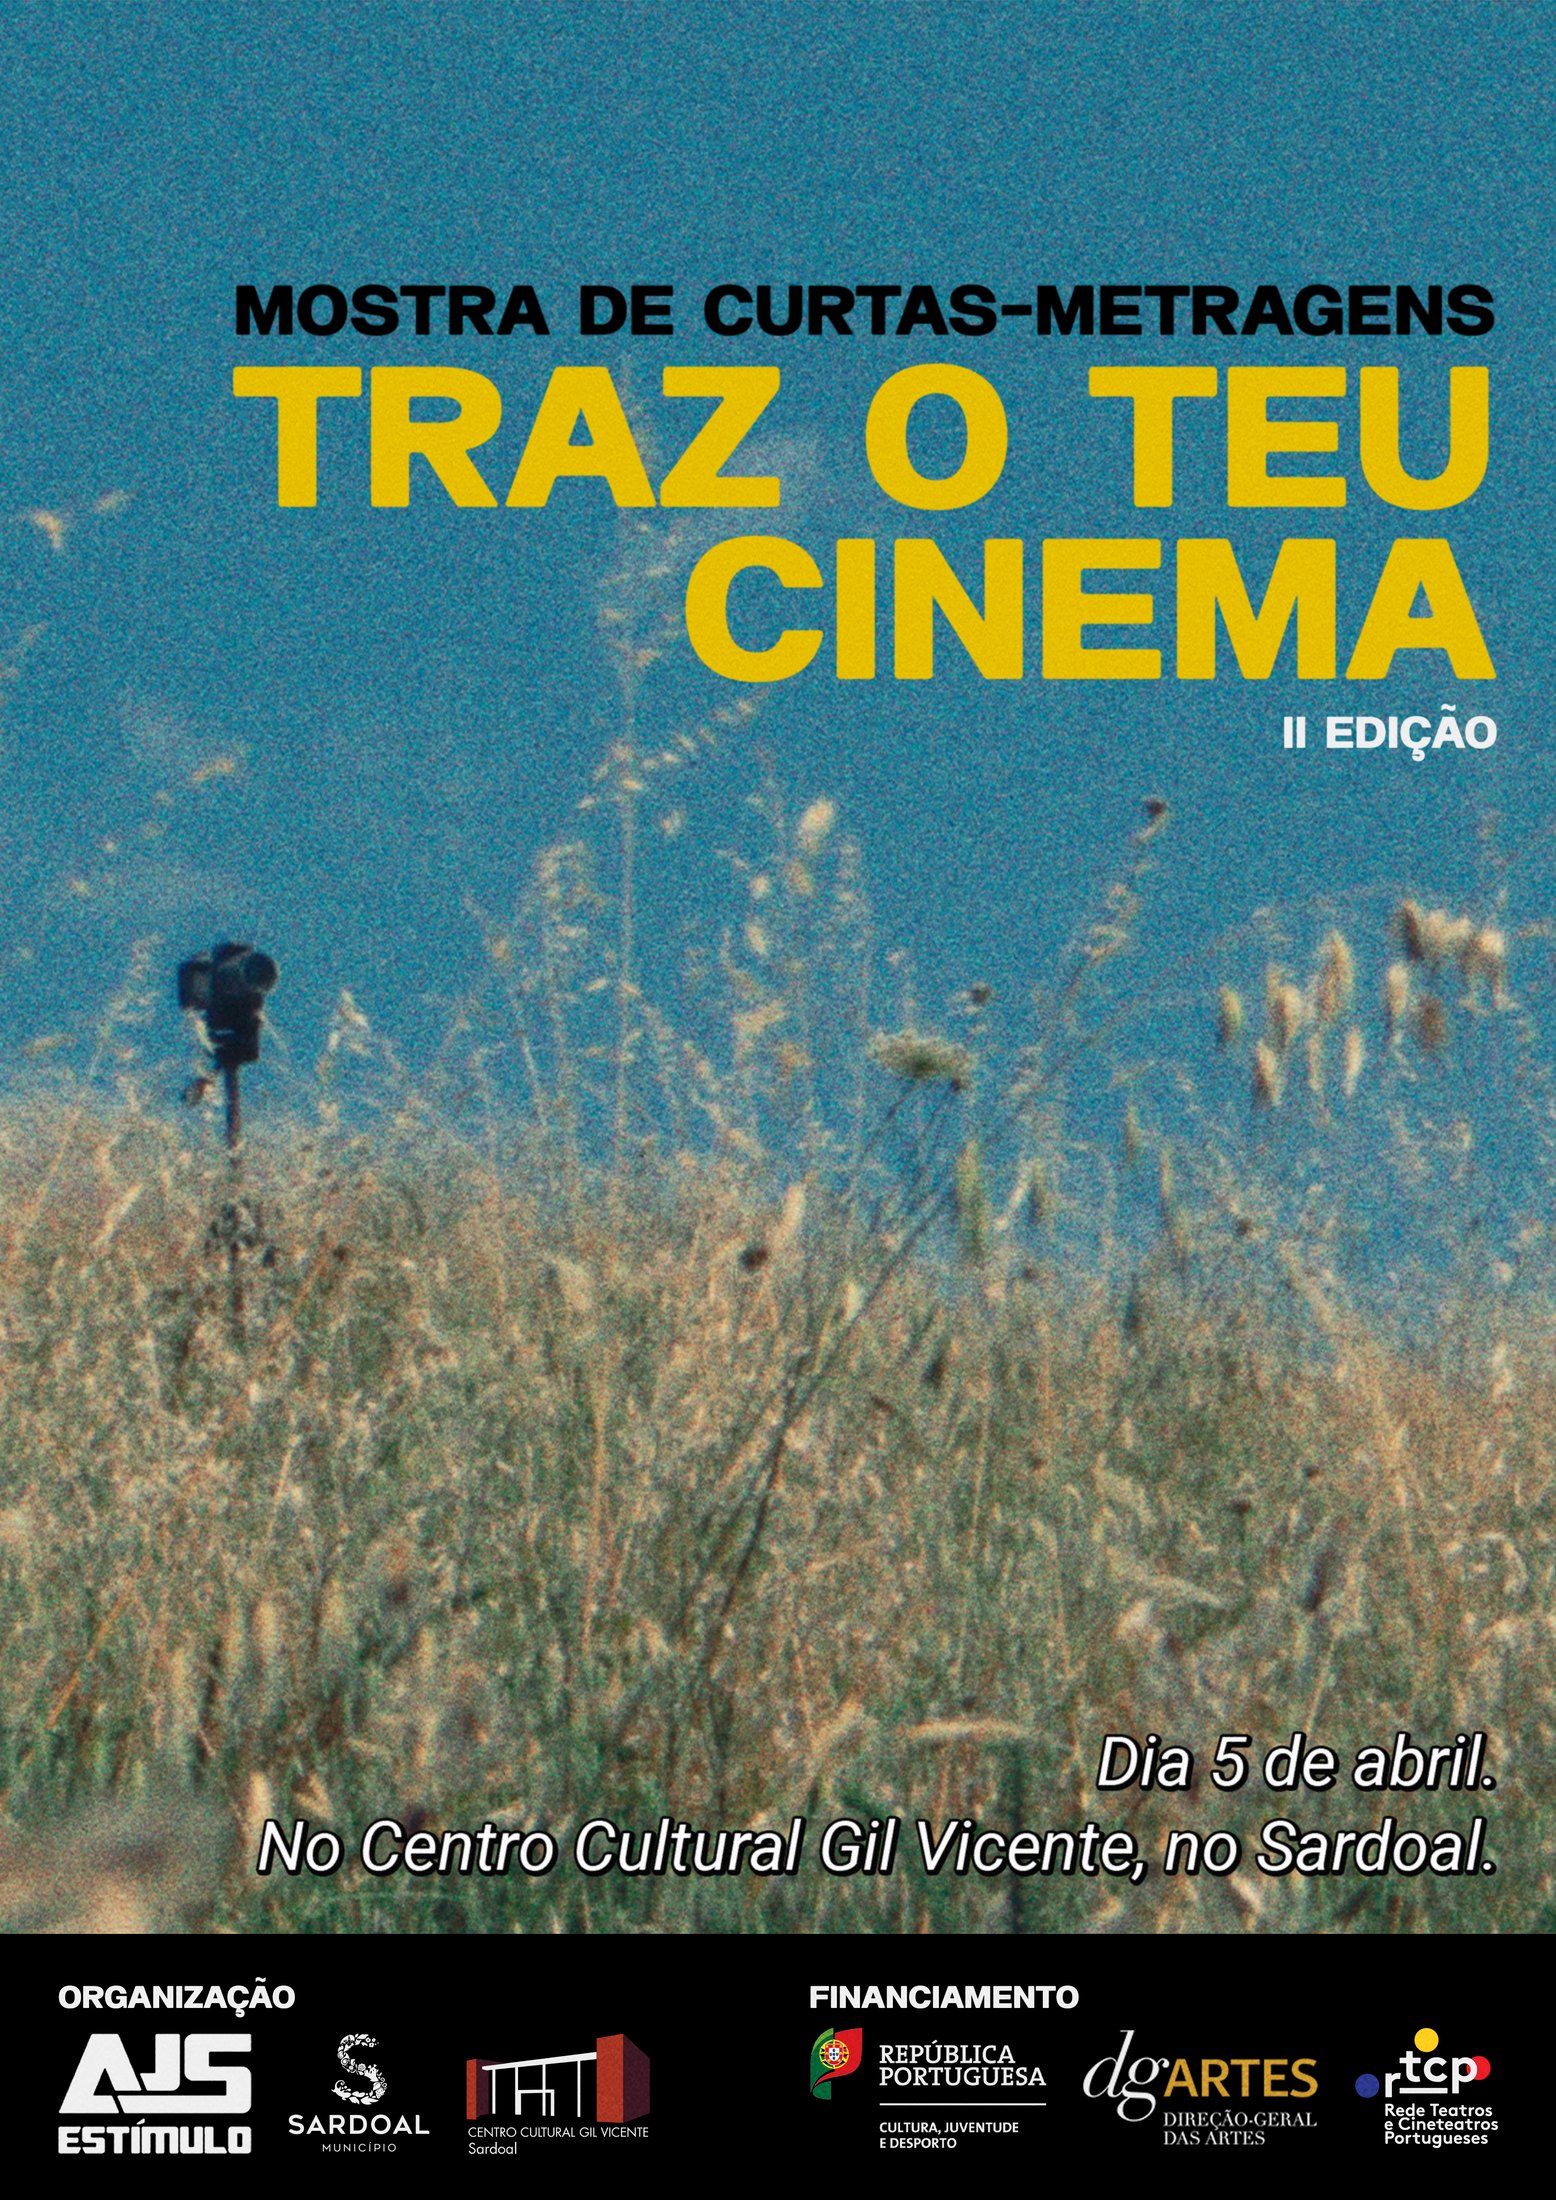 MOSTRA DE CURTAS-METRAGENS
TRAZ O TEU
CINEMA
II EDIÇÃO
Dia 5 de abril.
No Centro Cultural Gil Vicente, no Sardoal.
ORGANIZAÇÃO
AJS
ESTÍMULO
SARDOAL
MUNICÍPIO
CENTRO CULTURAL GIL VICENTE
Sardoal
FINANCIAMENTO
REPÚBLICA
PORTUGUESA
CULTURA, JUVENTUDE
E DESPORTO
dgARTES
DIREÇÃO-GERAL
DAS ARTES
rtcp
Rede Teatros
e Cineteatros
Portugueses